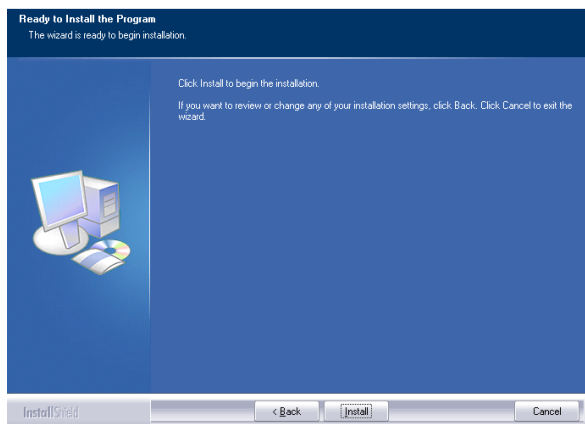 Ready to Install the Program
The wizard is ready to begin installation.
Click Install to begin the installation.
If you want to review or change any of your installation settings, click Back. Click Cancel to exit the
wizard.
InstallShield
< Back
Install
Cancel